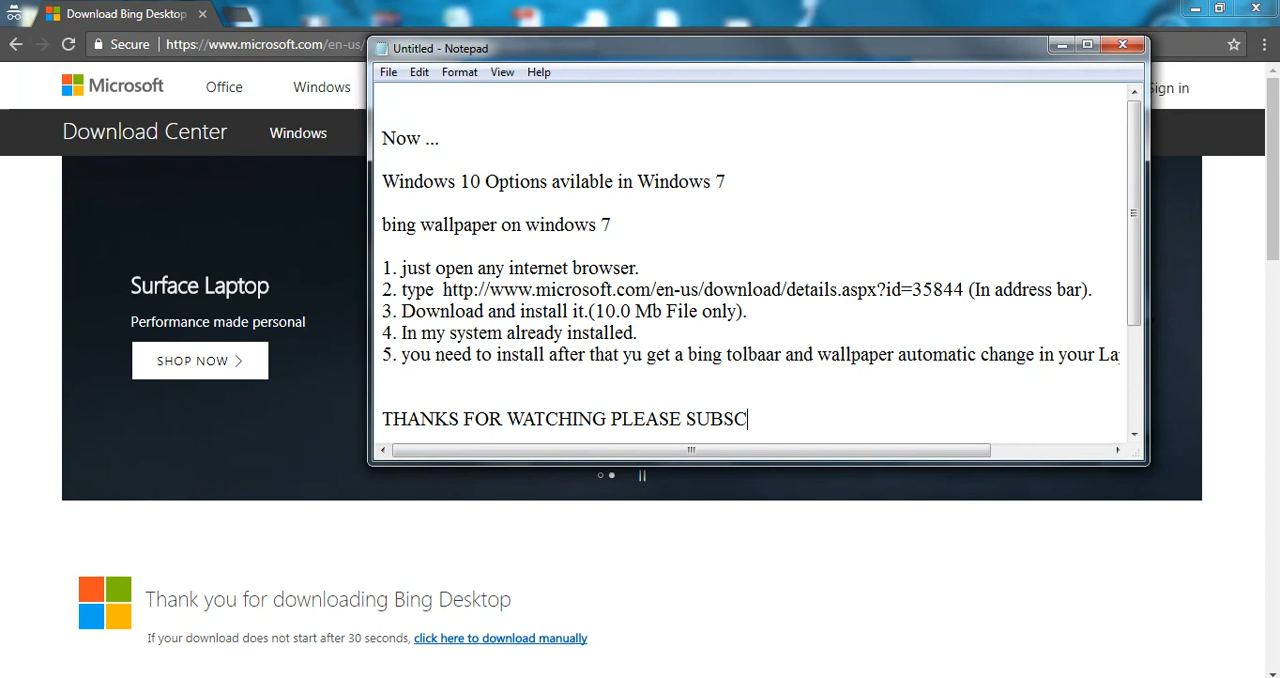 Download Bing Desktop
Secure https://www.microsoft.com/en-us/
Untitled - Notepad
File Edit Format View Help
Microsoft Office Windows Sign in
Download Center Windows
Now ...
Windows 10 Options avilable in Windows 7
bing wallpaper on windows 7
1. just open any internet browser.
2. type http://www.microsoft.com/en-us/download/details.aspx?id=35844 (In address bar).
3. Download and install it.(10.0 Mb File only).
4. In my system already installed.
5. you need to install after that yu get a bing tolbaar and wallpaper automatic change in your La
THANKS FOR WATCHING PLEASE SUBSC
Surface Laptop
Performance made personal
SHOP NOW
Thank you for downloading Bing Desktop
If your download does not start after 30 seconds, click here to download manually